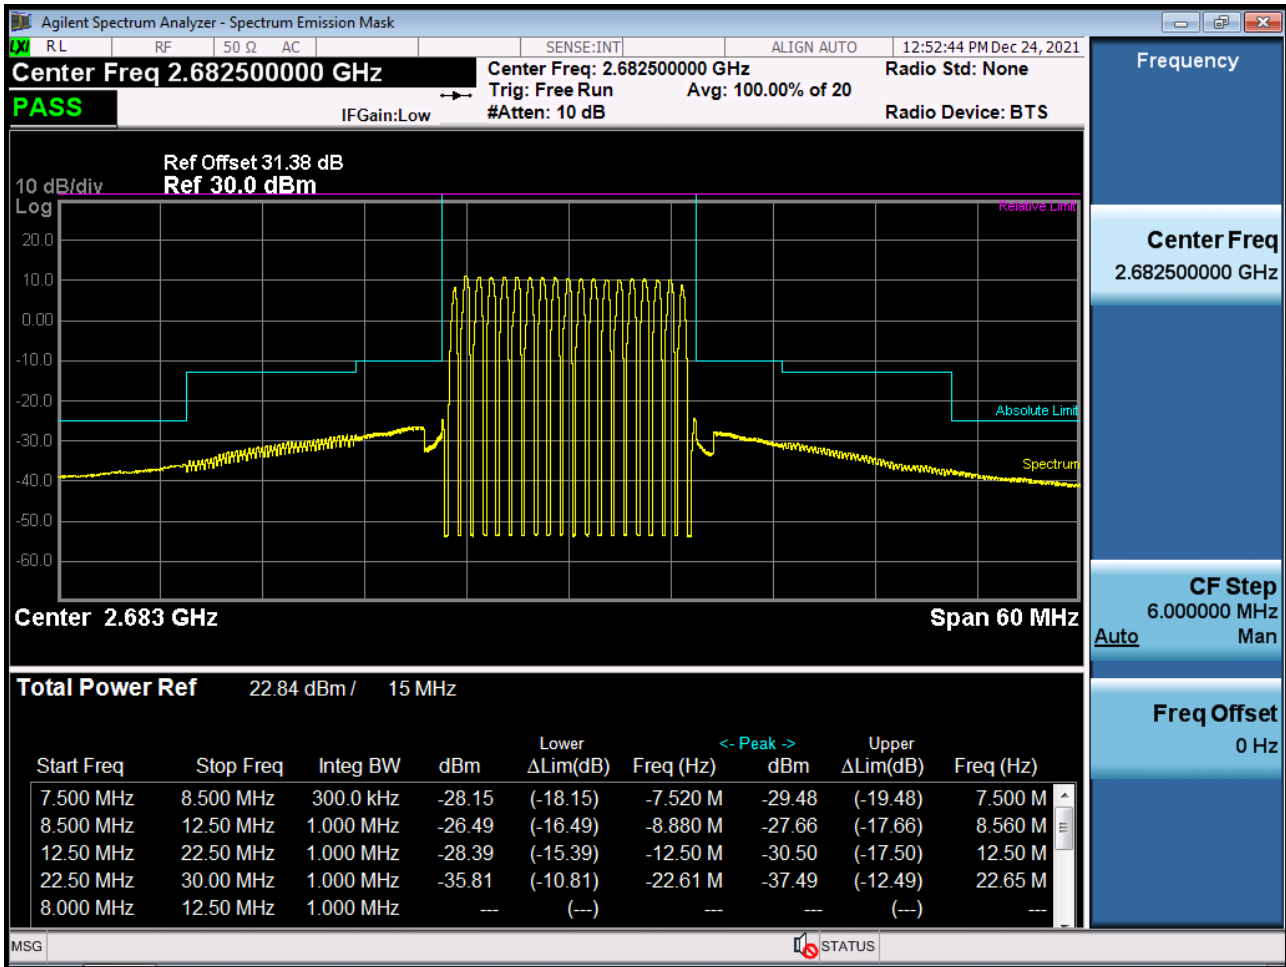 Agilent Spectrum Analyzer - Spectrum Emission Mask
LXI RL RF 50 Ω AC SENSE:INT ALIGN AUTO 12:52:44 PM Dec 24, 2021
Center Freq 2.682500000 GHz
PASS
IFGain:Low
Center Freq: 2.682500000 GHz
Trig: Free Run Avg: 100.00% of 20
#Atten: 10 dB
Radio Std: None
Radio Device: BTS
Ref Offset 31.38 dB
10 dB/div Ref 30.0 dBm
Log
Relative Limit
20.0
10.0
0.00
-10.0
-20.0
Absolute Limit
-30.0
Spectrum
-40.0
-50.0
-60.0
Center 2.683 GHz Span 60 MHz
Total Power Ref 22.84 dBm / 15 MHz
Lower <- Peak -> Upper
Start Freq Stop Freq Integ BW dBm ΔLim(dB) Freq (Hz) dBm ΔLim(dB) Freq (Hz)
7.500 MHz 8.500 MHz 300.0 kHz -28.15 (-18.15) -7.520 M -29.48 (-19.48) 7.500 M
8.500 MHz 12.50 MHz 1.000 MHz -26.49 (-16.49) -8.880 M -27.66 (-17.66) 8.560 M
12.50 MHz 22.50 MHz 1.000 MHz -28.39 (-15.39) -12.50 M -30.50 (-17.50) 12.50 M
22.50 MHz 30.00 MHz 1.000 MHz -35.81 (-10.81) -22.61 M -37.49 (-12.49) 22.65 M
8.000 MHz 12.50 MHz 1.000 MHz --- (---) --- --- (---) ---
MSG STATUS
Frequency
Center Freq
2.682500000 GHz
CF Step
6.000000 MHz
Auto Man
Freq Offset
0 Hz